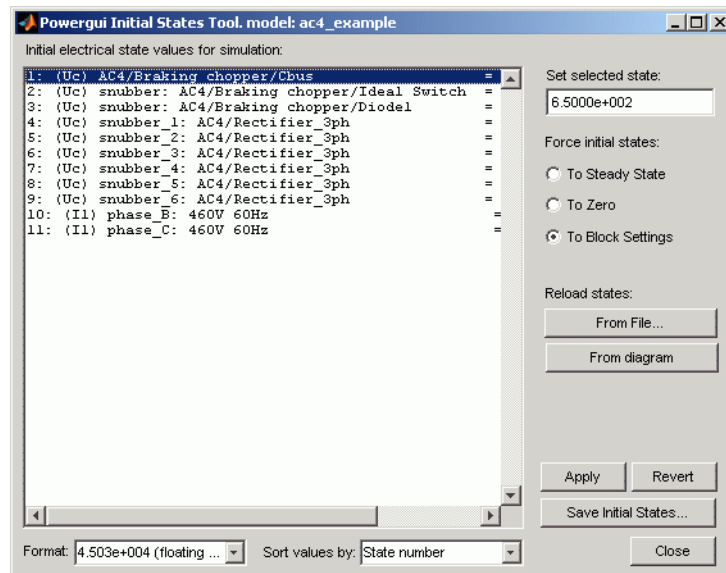 Powergui Initial States Tool. model: ac4_example
Initial electrical state values for simulation:
1: (Uc) AC4/Braking chopper/Cbus =
2: (Uc) snubber: AC4/Braking chopper/Ideal Switch =
3: (Uc) snubber: AC4/Braking chopper/Diode1 =
4: (Uc) snubber_1: AC4/Rectifier_3ph =
5: (Uc) snubber_2: AC4/Rectifier_3ph =
6: (Uc) snubber_3: AC4/Rectifier_3ph =
7: (Uc) snubber_4: AC4/Rectifier_3ph =
8: (Uc) snubber_5: AC4/Rectifier_3ph =
9: (Uc) snubber_6: AC4/Rectifier_3ph =
10: (Il) phase_B: 460V 60Hz =
11: (Il) phase_C: 460V 60Hz =
Set selected state:
6.5000e+002
Force initial states:
To Steady State
To Zero
To Block Settings
Reload states:
From File...
From diagram
Apply Revert
Save Initial States...
Format: 4.503e+004 (floating ... Sort values by: State number
Close